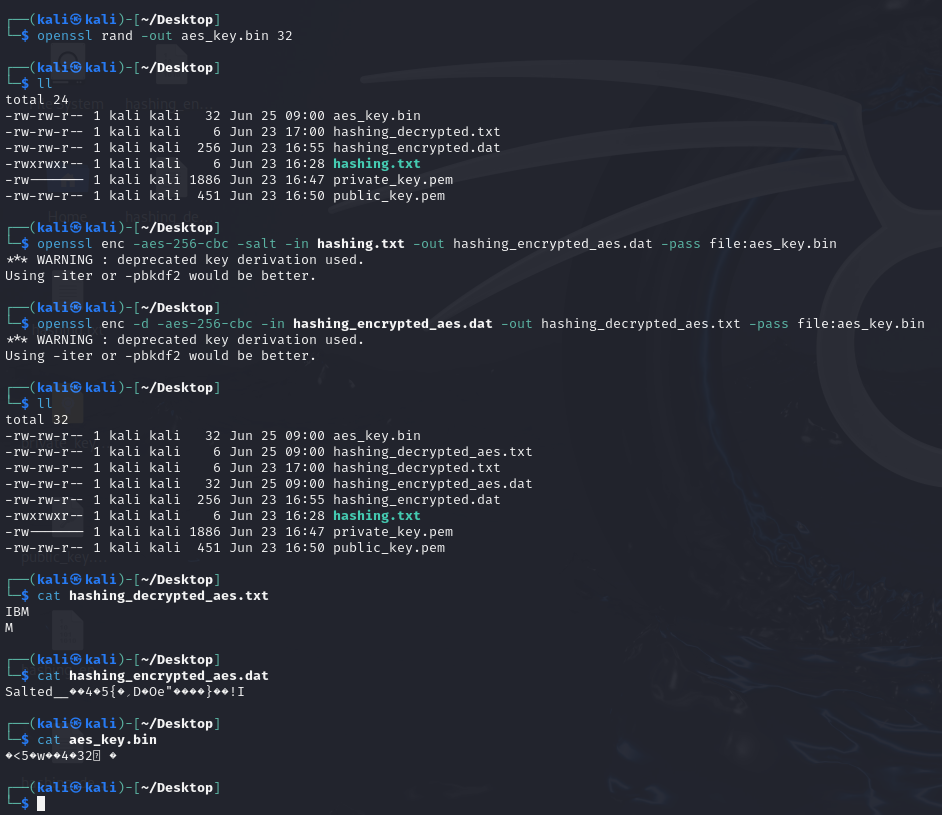 ┌──(kali㉿kali)-[~/Desktop]
└─$ openssl rand -out aes_key.bin 32
┌──(kali㉿kali)-[~/Desktop]
└─$ ll
total 24
-rw-rw-r-- 1 kali kali   32 Jun 25 09:00 aes_key.bin
-rw-rw-r-- 1 kali kali    6 Jun 23 17:00 hashing_decrypted.txt
-rw-rw-r-- 1 kali kali  256 Jun 23 16:55 hashing_encrypted.dat
-rwxrwxr-- 1 kali kali    6 Jun 23 16:28 hashing.txt
-rw------- 1 kali kali 1886 Jun 23 16:47 private_key.pem
-rw-rw-r-- 1 kali kali  451 Jun 23 16:50 public_key.pem
┌──(kali㉿kali)-[~/Desktop]
└─$ openssl enc -aes-256-cbc -salt -in hashing.txt -out hashing_encrypted_aes.dat -pass file:aes_key.bin
*** WARNING : deprecated key derivation used.
Using -iter or -pbkdf2 would be better.
┌──(kali㉿kali)-[~/Desktop]
└─$ openssl enc -d -aes-256-cbc -in hashing_encrypted_aes.dat -out hashing_decrypted_aes.txt -pass file:aes_key.bin
*** WARNING : deprecated key derivation used.
Using -iter or -pbkdf2 would be better.
┌──(kali㉿kali)-[~/Desktop]
└─$ ll
total 32
-rw-rw-r-- 1 kali kali   32 Jun 25 09:00 aes_key.bin
-rw-rw-r-- 1 kali kali    6 Jun 25 09:00 hashing_decrypted_aes.txt
-rw-rw-r-- 1 kali kali    6 Jun 23 17:00 hashing_decrypted.txt
-rw-rw-r-- 1 kali kali   32 Jun 25 09:00 hashing_encrypted_aes.dat
-rw-rw-r-- 1 kali kali  256 Jun 23 16:55 hashing_encrypted.dat
-rwxrwxr-- 1 kali kali    6 Jun 23 16:28 hashing.txt
-rw------- 1 kali kali 1886 Jun 23 16:47 private_key.pem
-rw-rw-r-- 1 kali kali  451 Jun 23 16:50 public_key.pem
┌──(kali㉿kali)-[~/Desktop]
└─$ cat hashing_decrypted_aes.txt
IBM
M
┌──(kali㉿kali)-[~/Desktop]
└─$ cat hashing_encrypted_aes.dat
Salted__��4�5{�˒D�Oe"����}��!I
┌──(kali㉿kali)-[~/Desktop]
└─$ cat aes_key.bin
�<5�w��4�32 �
┌──(kali㉿kali)-[~/Desktop]
└─$